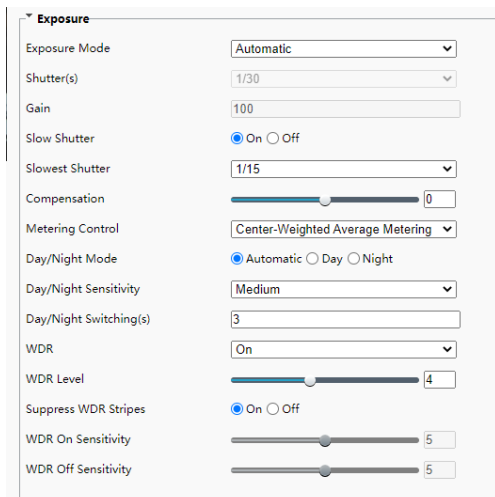 Exposure
Exposure Mode Automatic
Shutter(s) 1/30
Gain 100
Slow Shutter On Off
Slowest Shutter 1/15
Compensation 0
Metering Control Center-Weighted Average Metering
Day/Night Mode Automatic Day Night
Day/Night Sensitivity Medium
Day/Night Switching(s) 3
WDR On
WDR Level 4
Suppress WDR Stripes On Off
WDR On Sensitivity 5
WDR Off Sensitivity 5